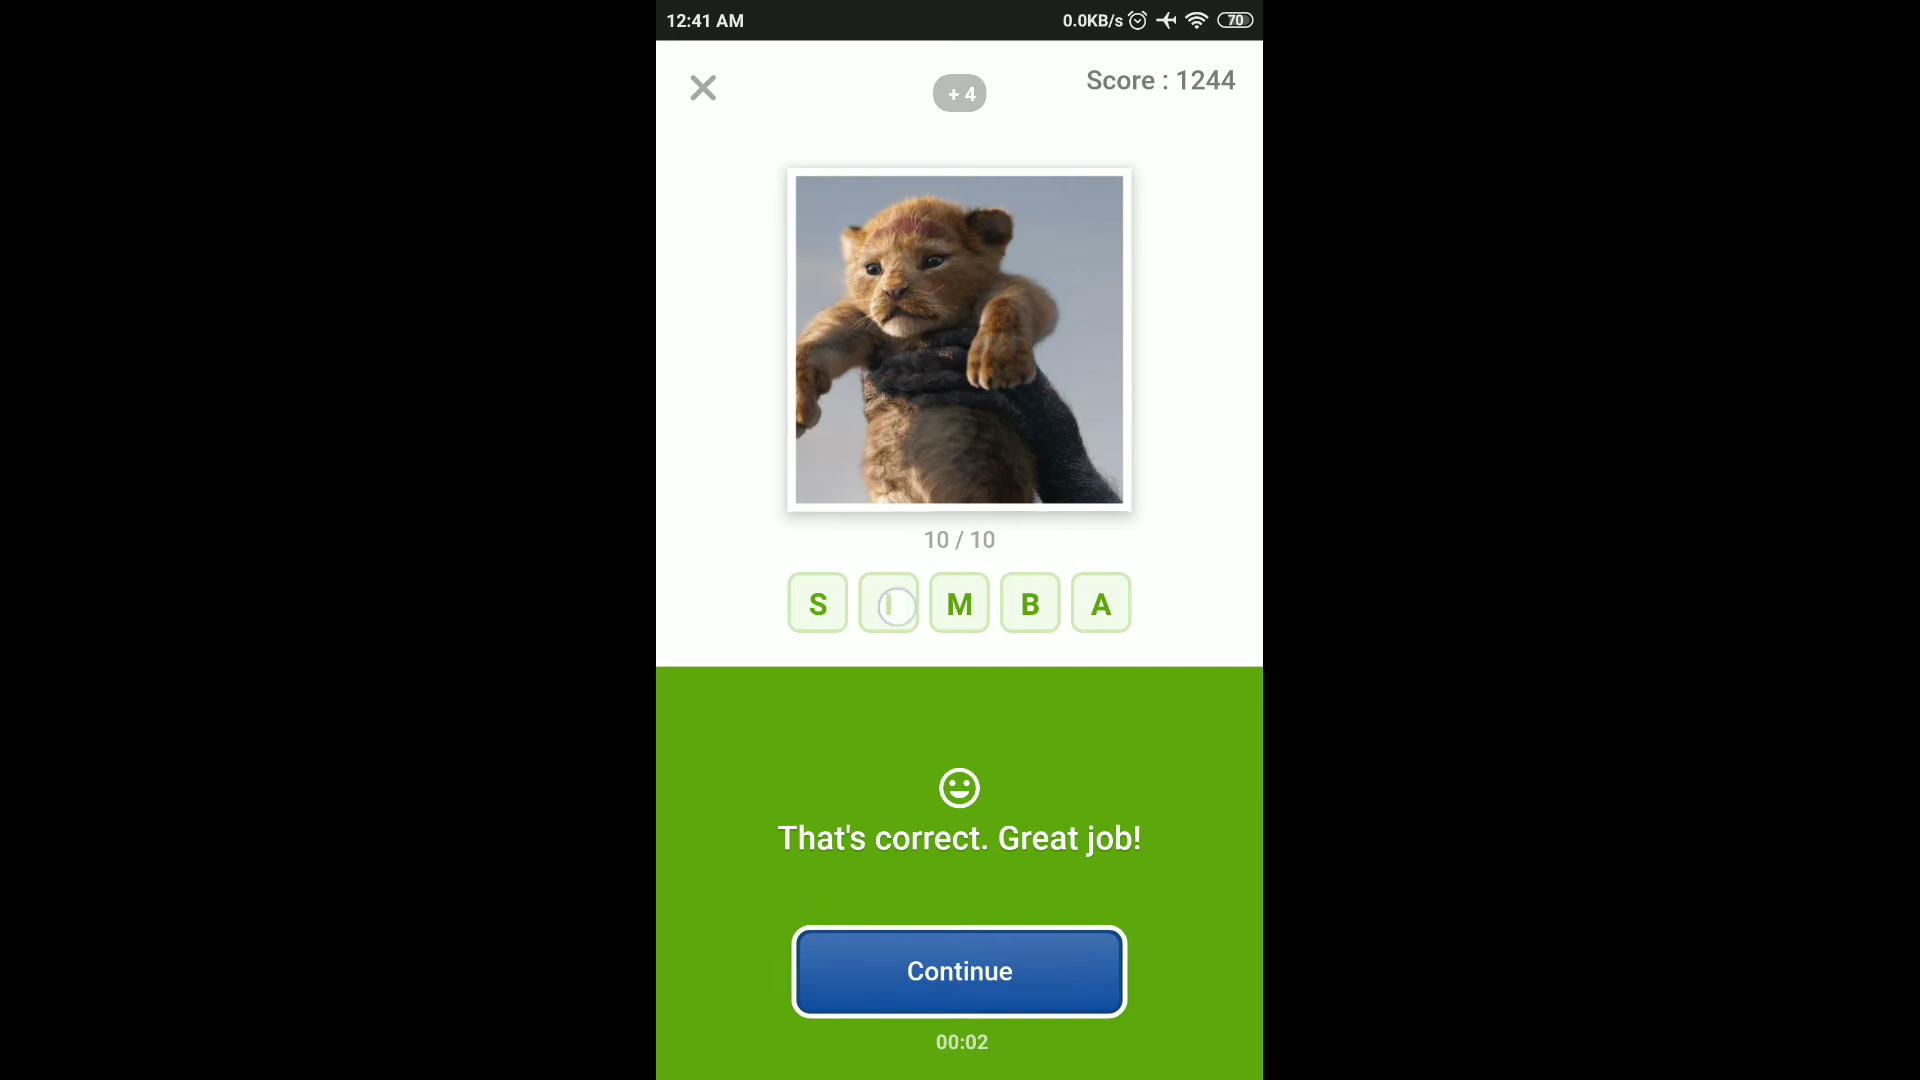 12:41 AM 0.0KB/s 70
+ 4 Score : 1244
10 / 10
S I M B A
That's correct. Great job!
Continue
00:02